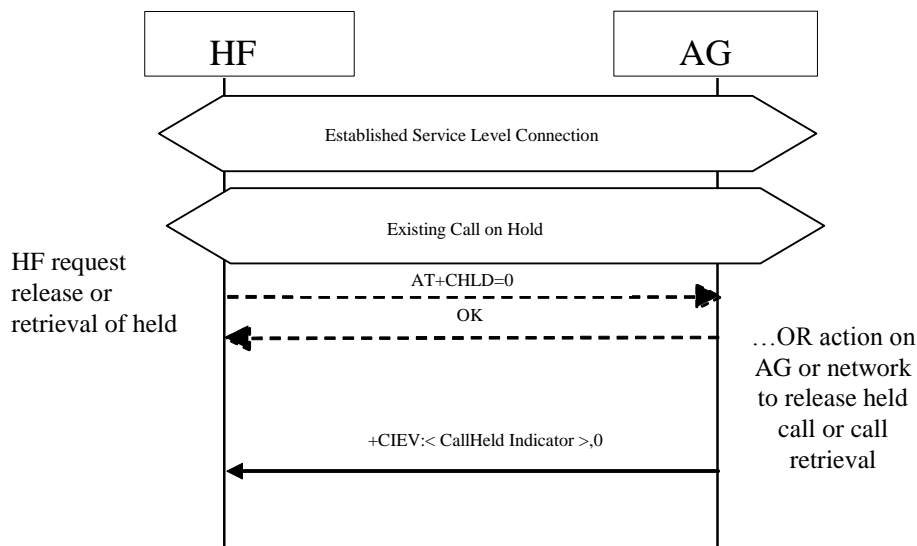 HF
AG
Established Service Level Connection
Existing Call on Hold
HF request
release or
retrieval of held
AT+CHLD=0
OK
…OR action on
AG or network
to release held
call or call
retrieval
+CIEV:< CallHeld Indicator >,0